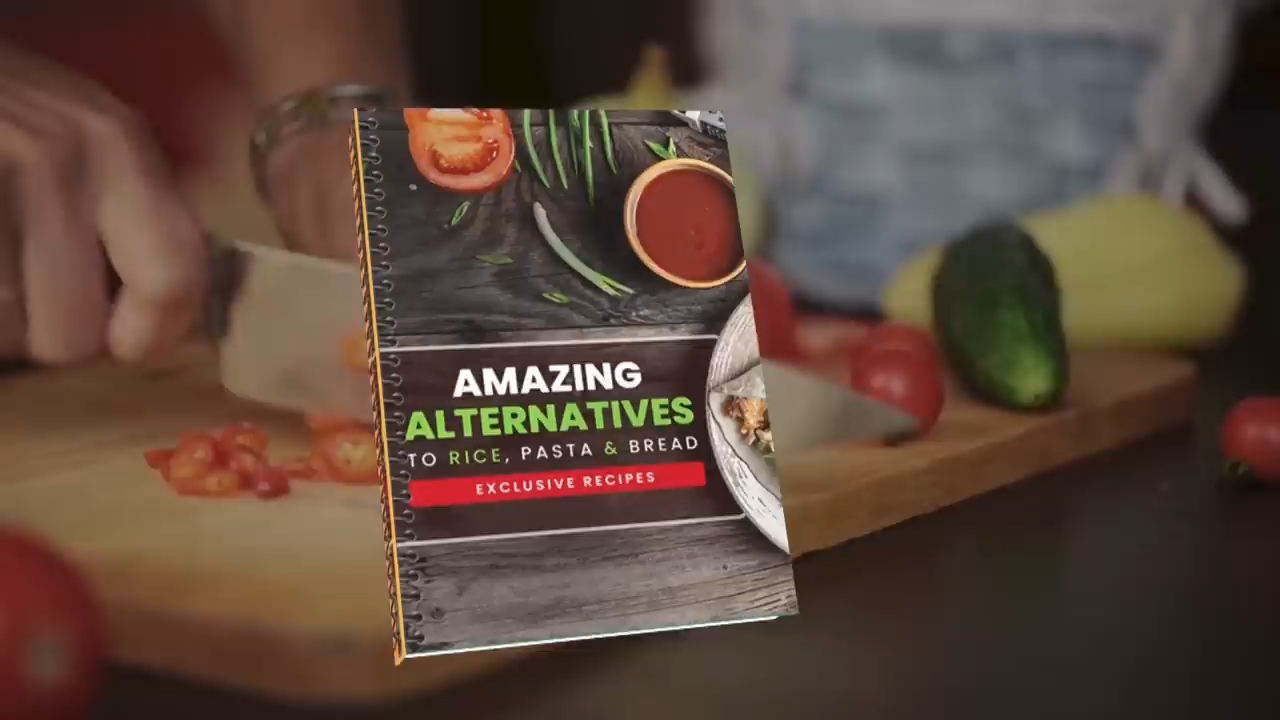 AMAZING
ALTERNATIVES
TO RICE, PASTA & BREAD
EXCLUSIVE RECIPES